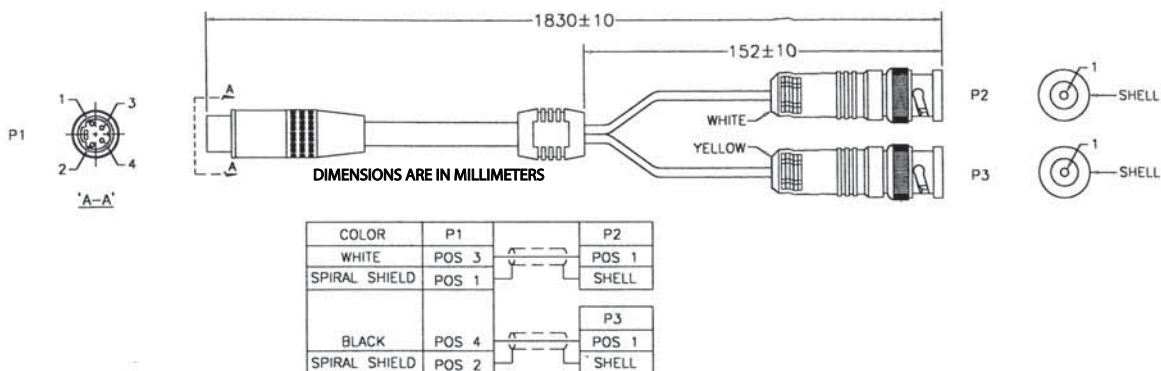 1830±10
152±10
A
1
3
P1
2
4
'A-A'
A
WHITE
YELLOW
P2
1
SHELL
P3
1
SHELL
DIMENSIONS ARE IN MILLIMETERS
COLOR P1 P2
WHITE POS 3 POS 1
SPIRAL SHIELD POS 1 SHELL
P3
BLACK POS 4 POS 1
SPIRAL SHIELD POS 2 SHELL